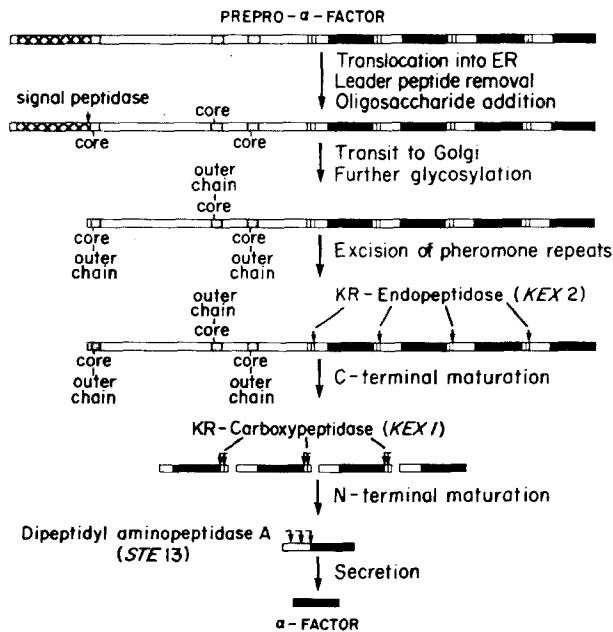 PREPRO-α-FACTOR
Translocation into ER
Leader peptide removal
Oligosaccharide addition
signal peptidase
core
core
core
Transit to Golgi
Further glycosylation
outer
chain
core
core
outer
chain
core
outer
chain
Excision of pheromone repeats
outer
chain
core
KR-Endopeptidase (KEX 2)
core
outer
chain
core
outer
chain
C-terminal maturation
KR-Carboxypeptidase (KEX 1)
N-terminal maturation
Dipeptidyl aminopeptidase A
(STE 13)
Secretion
α-FACTOR